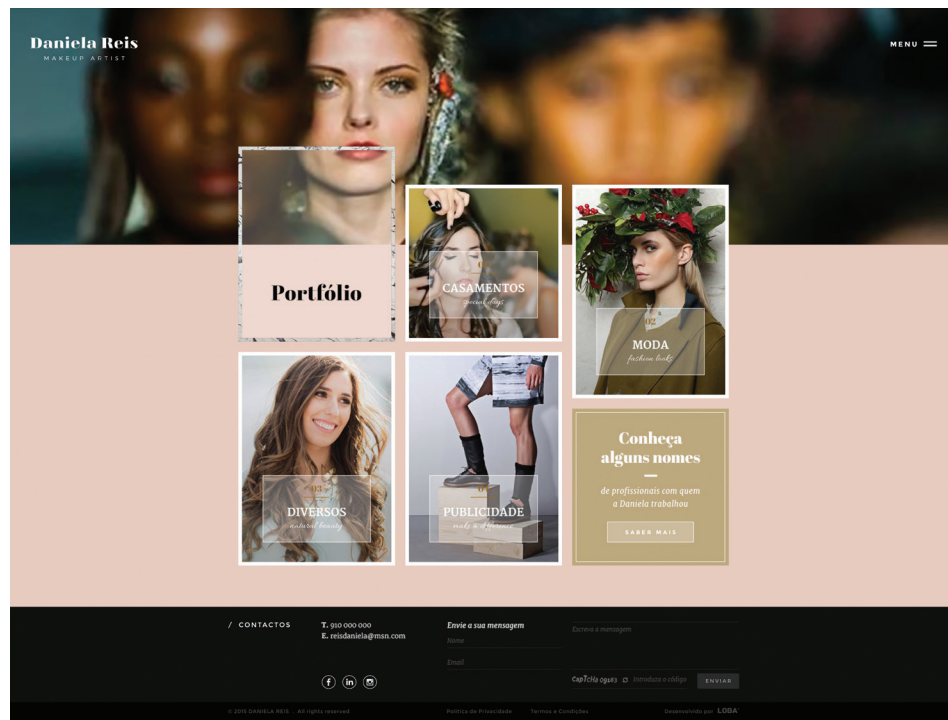 Daniela Reis
MAKEUP ARTIST
MENU
Portfólio
CASAMENTOS
special days
02
MODA
fashion looks
03
DIVERSOS
natural beauty
PUBLICIDADE
make a difference
Conheça
alguns nomes
de profissionais com quem
a Daniela trabalhou
SABER MAIS
/ CONTACTOS
T. 910 000 000
E. reisdaniela@msn.com
Envie a sua mensagem
Nome
Email
Escreva a mensagem
Introduza o código
ENVIAR
© 2015 DANIELA REIS . All rights reserved
Política de Privacidade
Termos e Condições
Desenvolvido por LOBA